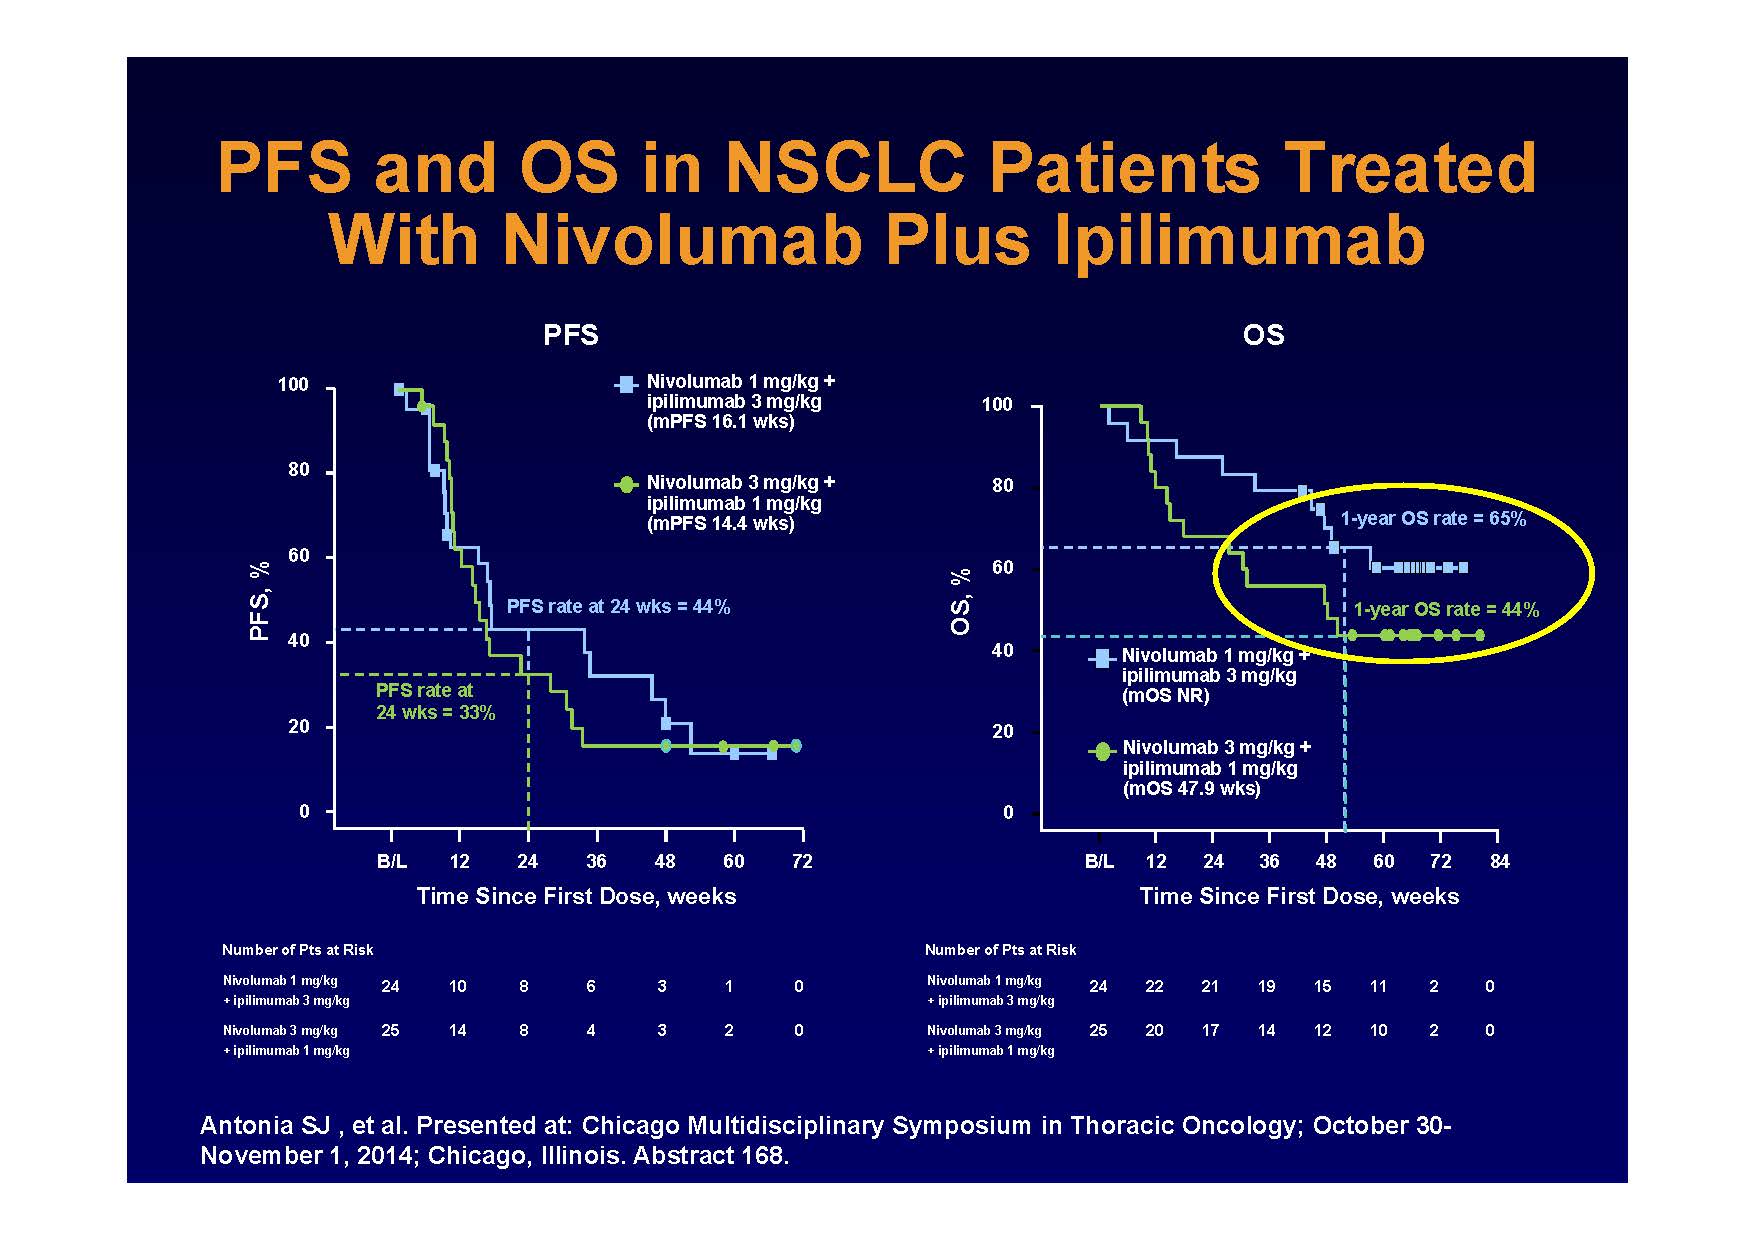 PFS and OS in NSCLC Patients Treated
With Nivolumab Plus Ipilimumab
PFS
100
80
60
40
20
0
PFS, %
Nivolumab 1 mg/kg +
ipilimumab 3 mg/kg
(mPFS 16.1 wks)
Nivolumab 3 mg/kg +
ipilimumab 1 mg/kg
(mPFS 14.4 wks)
PFS rate at 24 wks = 44%
PFS rate at
24 wks = 33%
B/L 12 24 36 48 60 72
Time Since First Dose, weeks
OS
100
80
60
40
20
0
OS, %
1-year OS rate = 65%
1-year OS rate = 44%
Nivolumab 1 mg/kg +
ipilimumab 3 mg/kg
(mOS NR)
Nivolumab 3 mg/kg +
ipilimumab 1 mg/kg
(mOS 47.9 wks)
B/L 12 24 36 48 60 72 84
Time Since First Dose, weeks
Number of Pts at Risk
Nivolumab 1 mg/kg
+ ipilimumab 3 mg/kg
24 10 8 6 3 1 0
Nivolumab 3 mg/kg
+ ipilimumab 1 mg/kg
25 14 8 4 3 2 0
Number of Pts at Risk
Nivolumab 1 mg/kg
+ ipilimumab 3 mg/kg
24 22 21 19 15 11 2 0
Nivolumab 3 mg/kg
+ ipilimumab 1 mg/kg
25 20 17 14 12 10 2 0
Antonia SJ , et al. Presented at: Chicago Multidisciplinary Symposium in Thoracic Oncology; October 30-
November 1, 2014; Chicago, Illinois. Abstract 168.